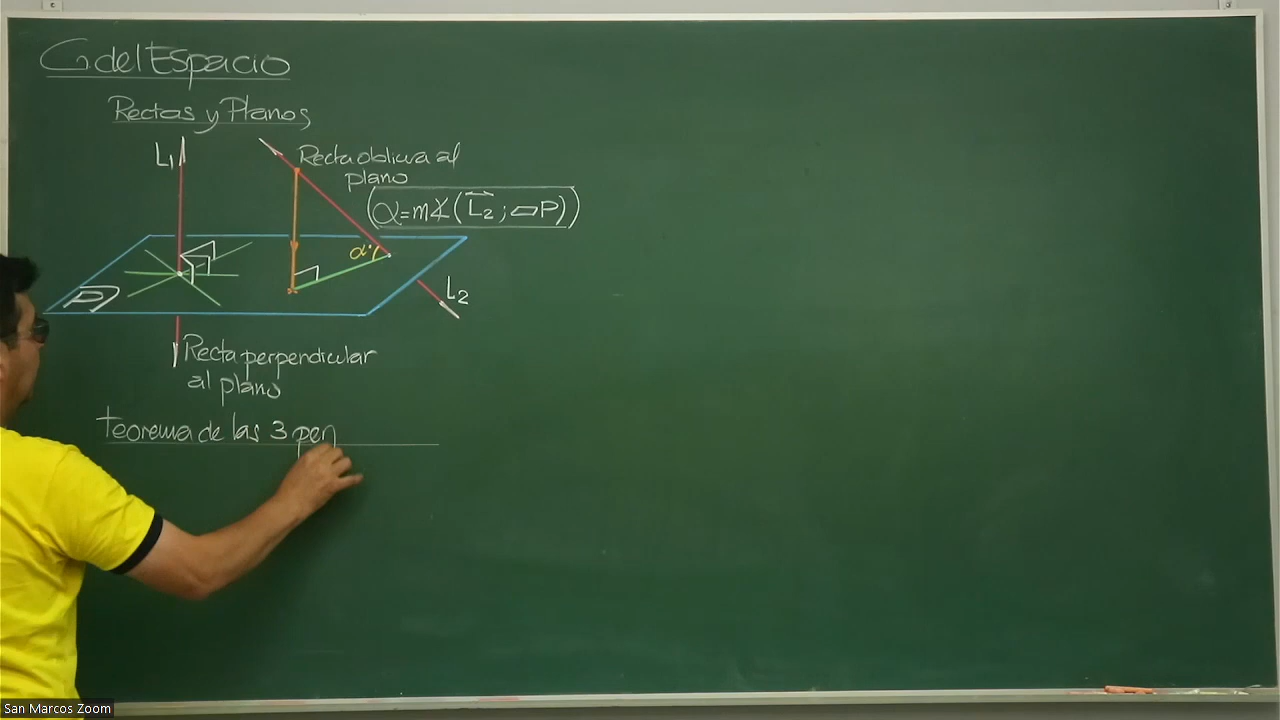 G del Espacio
Rectas y Planos
L1
Recta oblicua al
plano
α=m∡(L2; ▱P)
α
P
L2
Recta perpendicular
al plano
teorema de las 3 per
San Marcos Zoom